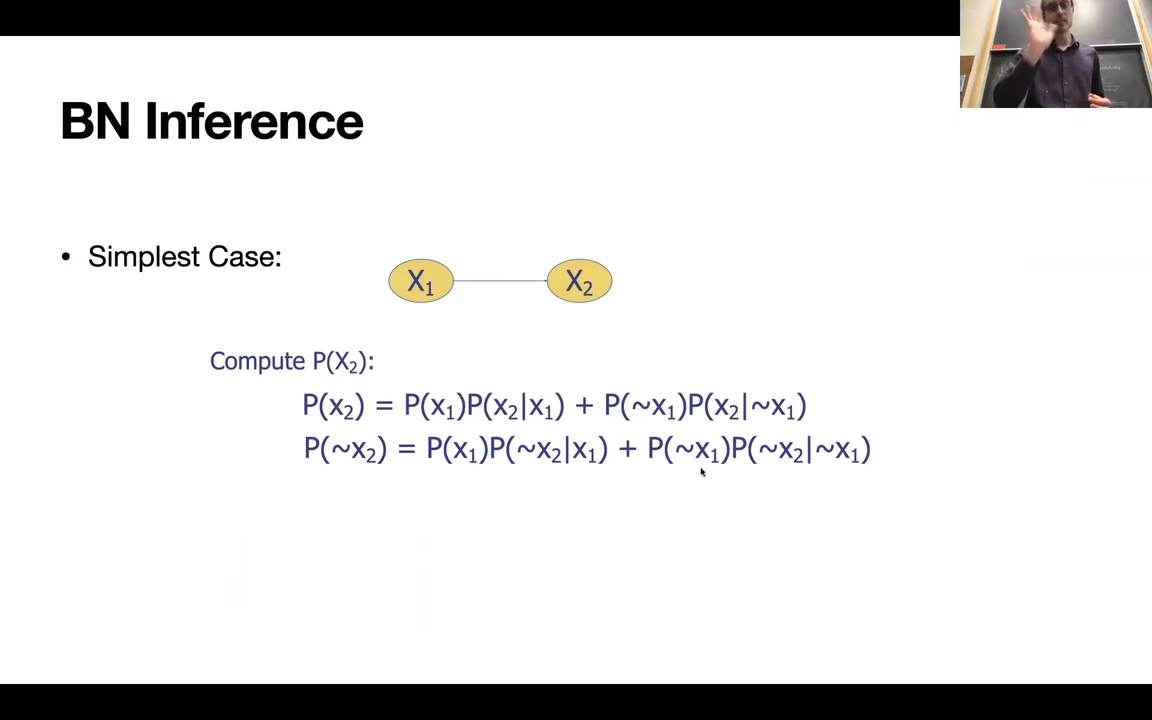 BN Inference
• Simplest Case:
X₁ X₂
Compute P(X₂):
P(x₂) = P(x₁)P(x₂|x₁) + P(~x₁)P(x₂|~x₁)
P(~x₂) = P(x₁)P(~x₂|x₁) + P(~x₁)P(~x₂|~x₁)